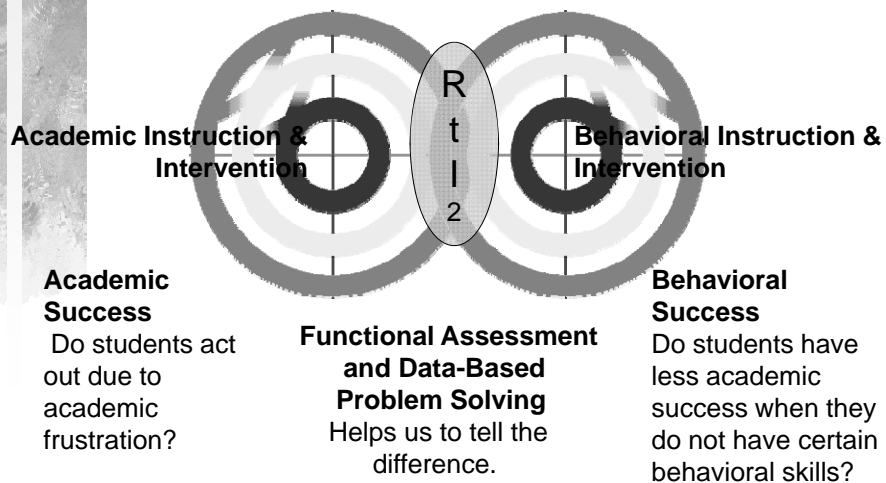 R
t
I
2
Academic Instruction &
Intervention
Behavioral Instruction &
Intervention
Academic
Success
Do students act
out due to
academic
frustration?
Functional Assessment
and Data-Based
Problem Solving
Helps us to tell the
difference.
Behavioral
Success
Do students have
less academic
success when they
do not have certain
behavioral skills?